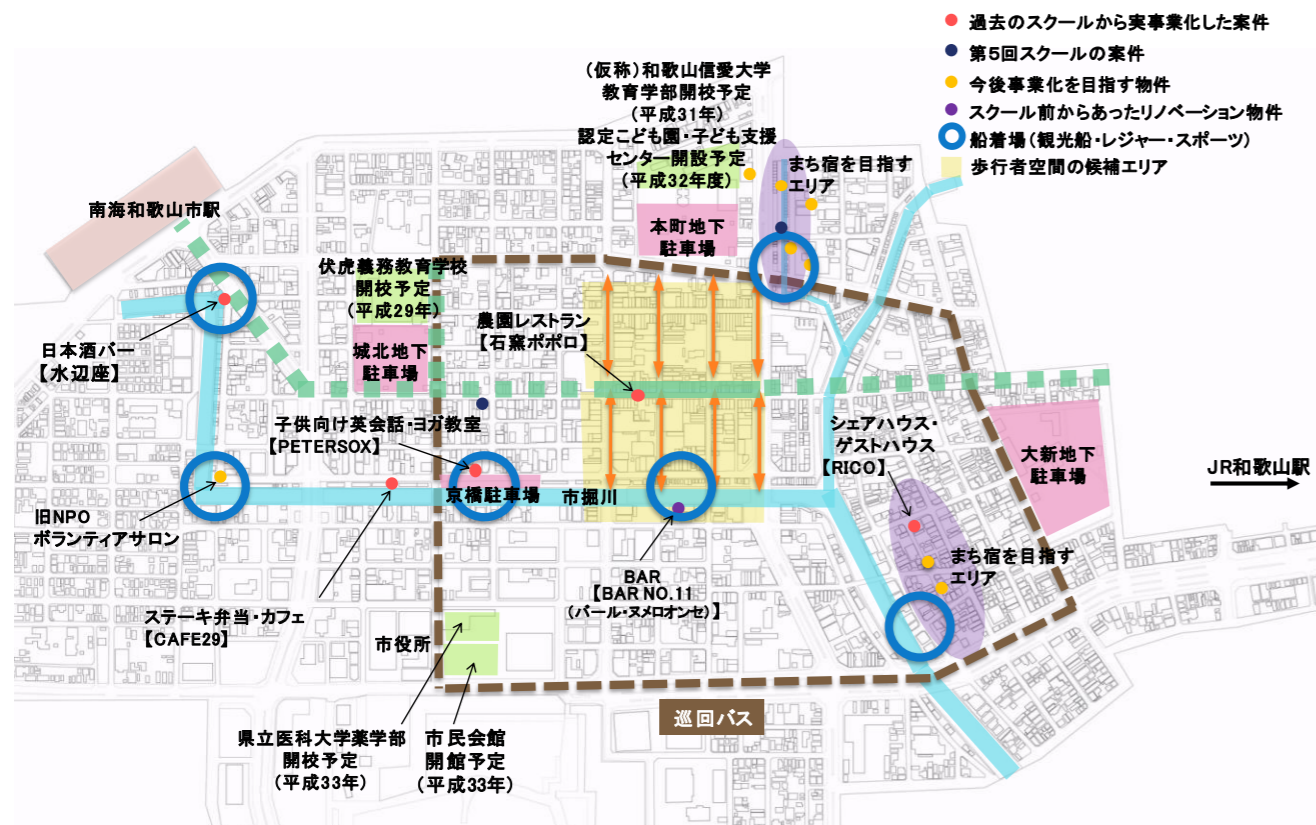 過去のスクールから実事業化した案件
第5回スクールの案件
今後事業化を目指す物件
スクール前からあったリノベーション物件
船着場(観光船・レジャー・スポーツ)
歩行者空間の候補エリア
(仮称)和歌山信愛大学
教育学部開校予定
(平成31年)
認定こども園・子ども支援
センター開設予定
(平成32年度)
まち宿を目指す
エリア
南海和歌山市駅
本町地下
駐車場
伏虎義務教育学校
開校予定
(平成29年)
城北地下
駐車場
農園レストラン
【石窯ポポロ】
日本酒バー
【水辺座】
子供向け英会話・ヨガ教室
【PETERSOX】
シェアハウス・
ゲストハウス
【RICO】
大新地下
駐車場
JR和歌山駅
京橋駐車場
市掘川
旧NPO
ボランティアサロン
まち宿を目指す
エリア
BAR
【BAR NO.11
(バール・ヌメロオンセ)】
ステーキ弁当・カフェ
【CAFE29】
市役所
巡回バス
県立医科大学薬学部
開校予定
(平成33年)
市民会館
開館予定
(平成33年)